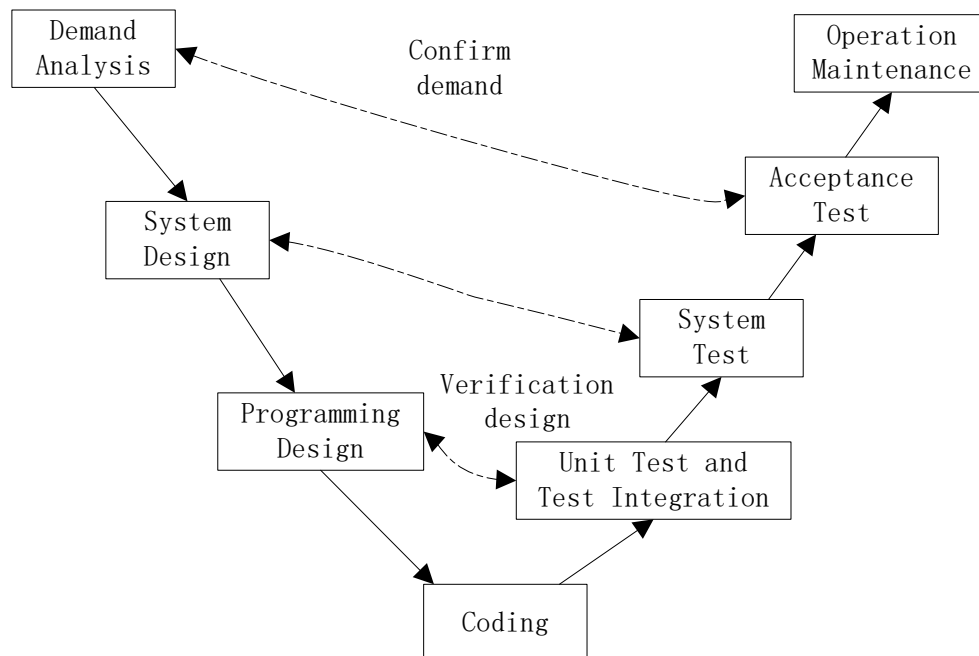 Demand
Analysis
Confirm
demand
Operation
Maintenance
Acceptance
Test
System
Design
System
Test
Verification
design
Programming
Design
Unit Test and
Test Integration
Coding